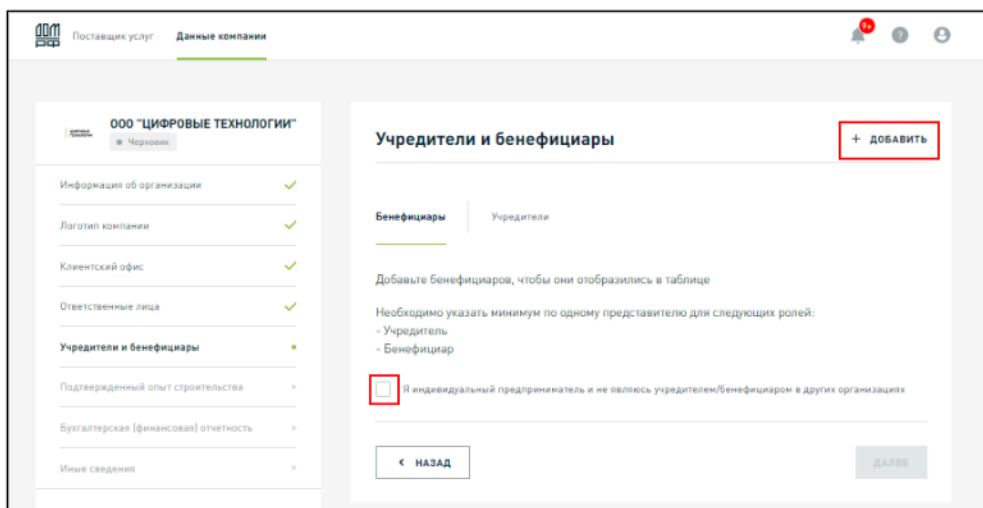 ДОМ
РФ
Поставщик услуг
Данные компании
9+
?
ООО "ЦИФРОВЫЕ ТЕХНОЛОГИИ"
Черновик
Информация об организации
Логотип компании
Клиентский офис
Ответственные лица
Учредители и бенефициары
Подтвержденный опыт строительства
Бухгалтерская (финансовая) отчетность
Иные сведения
Учредители и бенефициары
+ ДОБАВИТЬ
Бенефициары
Учредители
Добавьте бенефициаров, чтобы они отобразились в таблице
Необходимо указать минимум по одному представителю для следующих ролей:
- Учредитель
- Бенефициар
Я индивидуальный предприниматель и не являюсь учредителем/бенефициаром в других организациях
< НАЗАД
ДАЛЕЕ